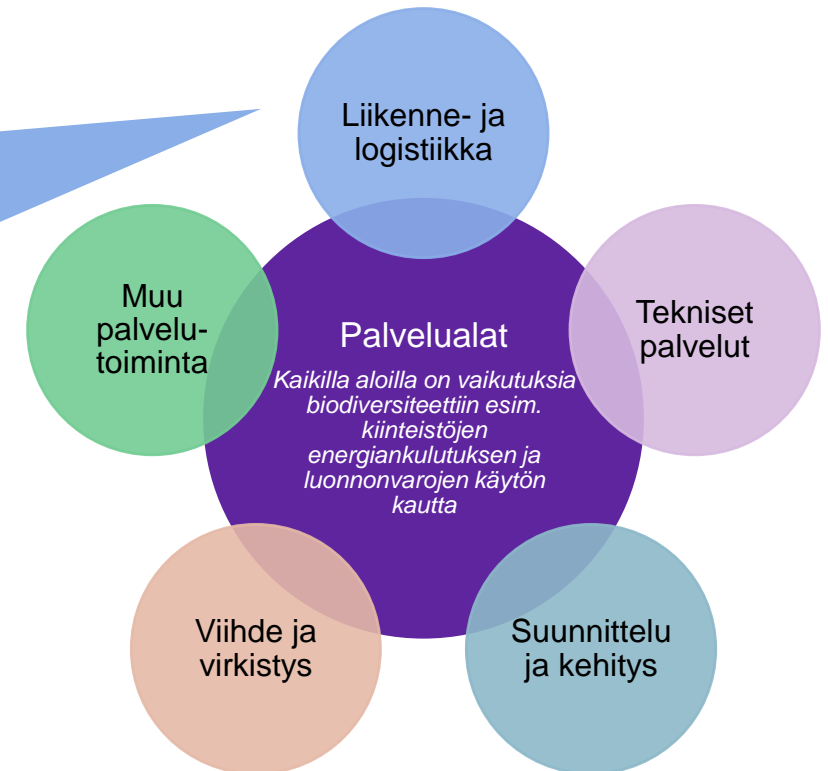 Liikenne- ja
logistiikka
Muu
palvelu-
toiminta
Palvelualat
Kaikilla aloilla on vaikutuksia
biodiversiteettiin esim.
kiinteistöjen
energiankulutuksen ja
luonnonvarojen käytön
kautta
Tekniset
palvelut
Viihde ja
virkistys
Suunnittelu
ja kehitys